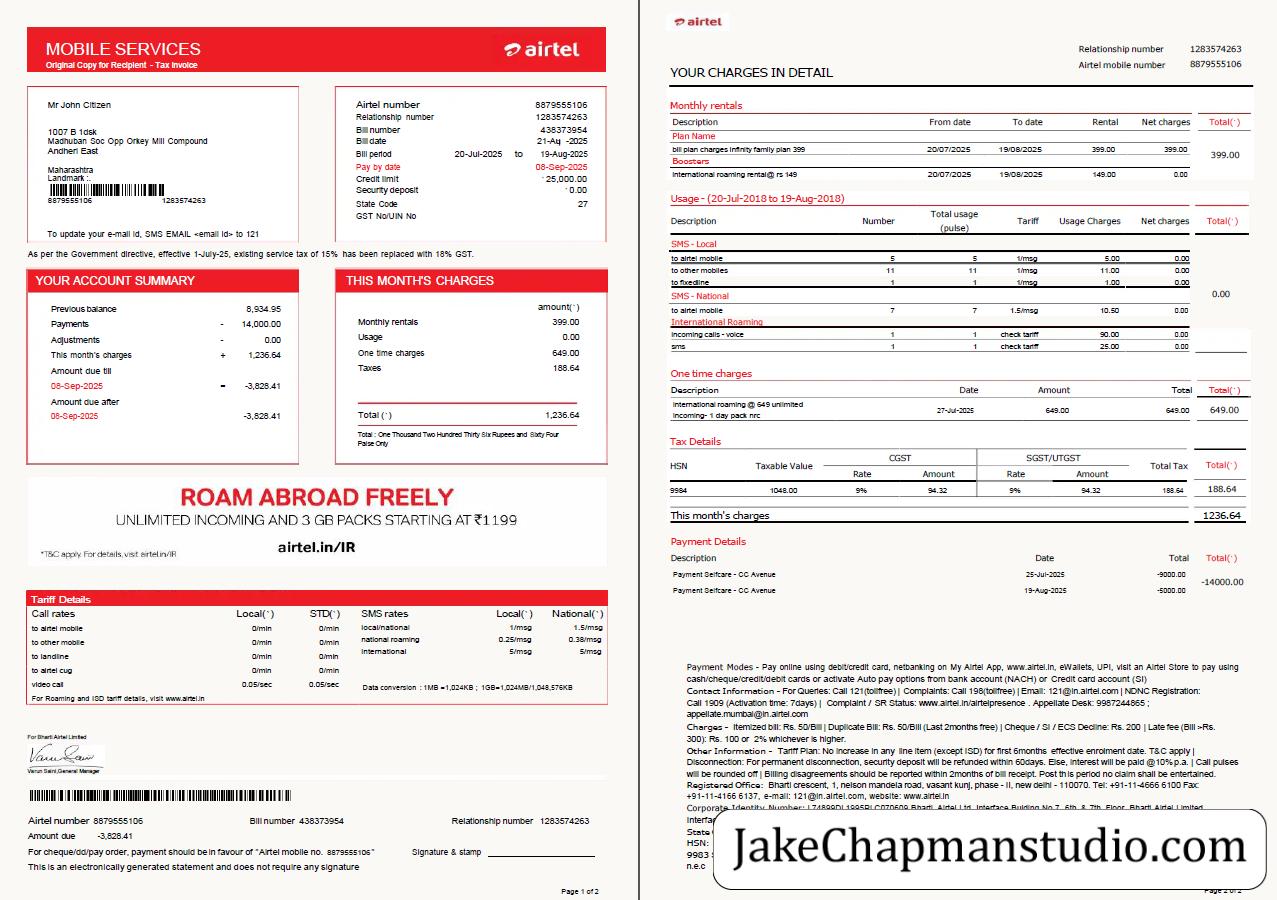 MOBILE SERVICES
Original Copy for Recipient - Tax Invoice
airtel
Mr John Citizen
1007 B 1dsk
Madhuban Soc Opp Orkey Mill Compound
Andheri East
Maharashtra
Landmark :.
8879555106 1283574263
To update your e-mail id, SMS EMAIL <email id> to 121
Airtel number 8879555106
Relationship number 1283574263
Bill number 438373954
Bill date 21-Aq -2025
Bill period 20-Jul-2025 to 19-Aug-2025
Pay by date 08-Sep-2025
Credit limit ` 25,000.00
Security deposit ` 0.00
State Code 27
GST No/UIN No
As per the Government directive, effective 1-July-25, existing service tax of 15% has been replaced with 18% GST.
YOUR ACCOUNT SUMMARY
Previous balance 8,934.95
Payments - 14,000.00
Adjustments - 0.00
This month's charges + 1,236.64
Amount due till
08-Sep-2025 = -3,828.41
Amount due after
08-Sep-2025 -3,828.41
THIS MONTH'S CHARGES
amount(`)
Monthly rentals 399.00
Usage 0.00
One time charges 649.00
Taxes 188.64
Total (`) 1,236.64
Total : One Thousand Two Hundred Thirty Six Rupees and Sixty Four
Paise Only
ROAM ABROAD FREELY
UNLIMITED INCOMING AND 3 GB PACKS STARTING AT ₹1199
airtel.in/IR
*T&C apply. For details, visit airtel.in/IR
Tariff Details
Call rates Local(`) STD(`) SMS rates Local(`) National(`)
to airtel mobile 0/min 0/min local/national 1/msg 1.5/msg
to other mobile 0/min 0/min national roaming 0.25/msg 0.38/msg
to landline 0/min 0/min international 5/msg 5/msg
to airtel cug 0/min 0/min
video call 0.05/sec 0.05/sec Data conversion : 1MB =1,024KB ; 1GB=1,024MB/1,048,576KB
For Roaming and ISD tariff details, visit www.airtel.in
For Bharti Airtel Limited
Varun Saini
Varun Saini,General Manager
Airtel number 8879555106 Bill number 438373954 Relationship number 1283574263
Amount due -3,828.41
For cheque/dd/pay order, payment should be in favour of "Airtel mobile no. 8879555106" Signature & stamp
This is an electronically generated statement and does not require any signature
Page 1 of 2
airtel
Relationship number 1283574263
Airtel mobile number 8879555106
YOUR CHARGES IN DETAIL
Monthly rentals
Description From date To date Rental Net charges Total(`)
Plan Name
bill plan charges infinity family plan 399 20/07/2025 19/08/2025 399.00 399.00
399.00
Boosters
international roaming rental@ rs 149 20/07/2025 19/08/2025 149.00 0.00
Usage - (20-Jul-2018 to 19-Aug-2018)
Description Number Total usage (pulse) Tariff Usage Charges Net charges Total(`)
SMS - Local
to airtel mobile 5 5 1/msg 5.00 0.00
to other mobiles 11 11 1/msg 11.00 0.00
to fixedline 1 1 1/msg 1.00 0.00
0.00
SMS - National
to airtel mobile 7 7 1.5/msg 10.50 0.00
International Roaming
incoming calls - voice 1 1 check tariff 90.00 0.00
sms 1 1 check tariff 25.00 0.00
One time charges
Description Date Amount Total Total(`)
international roaming @ 649 unlimited
incoming- 1 day pack nrc 27-Jul-2025 649.00 649.00 649.00
Tax Details
HSN Taxable Value CGST SGST/UTGST Total Tax Total(`)
Rate Amount Rate Amount
9984 1048.00 9% 94.32 9% 94.32 188.64 188.64
This month's charges 1236.64
Payment Details
Description Date Total Total(`)
Payment Selfcare - CC Avenue 25-Jul-2025 -9000.00
-14000.00
Payment Selfcare - CC Avenue 19-Aug-2025 -5000.00
Payment Modes - Pay online using debit/credit card, netbanking on My Airtel App, www.airtel.in, eWallets, UPI, visit an Airtel Store to pay using
cash/cheque/credit/debit cards or activate Auto pay options from bank account (NACH) or Credit card account (SI)
Contact Information - For Queries: Call 121(tollfree) | Complaints: Call 198(tollfree) | Email: 121@in.airtel.com | NDNC Registration:
Call 1909 (Activation time: 7days) | Complaint / SR Status: www.airtel.in/airtelpresence . Appellate Desk: 9987244865 ;
appellate.mumbai@in.airtel.com
Charges - Itemized bill: Rs. 50/Bill | Duplicate Bill: Rs. 50/Bill (Last 2months free) | Cheque / SI / ECS Decline: Rs. 200 | Late fee (Bill >Rs.
300): Rs. 100 or 2% whichever is higher.
Other Information - Tariff Plan: No increase in any line item (except ISD) for first 6months effective enrolment date. T&C apply |
Disconnection: For permanent disconnection, security deposit will be refunded within 60days. Else, interest will be paid @10%p.a. | Call pulses
will be rounded off | Billing disagreements should be reported within 2months of bill receipt. Post this period no claim shall be entertained.
Registered Office: Bharti crescent, 1, nelson mandela road, vasant kunj, phase - II, new delhi - 110070. Tel: +91-11-4666 6100 Fax:
+91-11-4166 6137, e-mail: 121@in.airtel.com, website: www.airtel.in
Corporate Identity Number: L74899DL1995PLC070609 Bharti Airtel Ltd, Interface Buiding No 7, 6th & 7th Floor, Bharti Airtel Limited
State
HSN:
9983
n.e.c
JakeChapmanstudio.com
Page 2 of 2